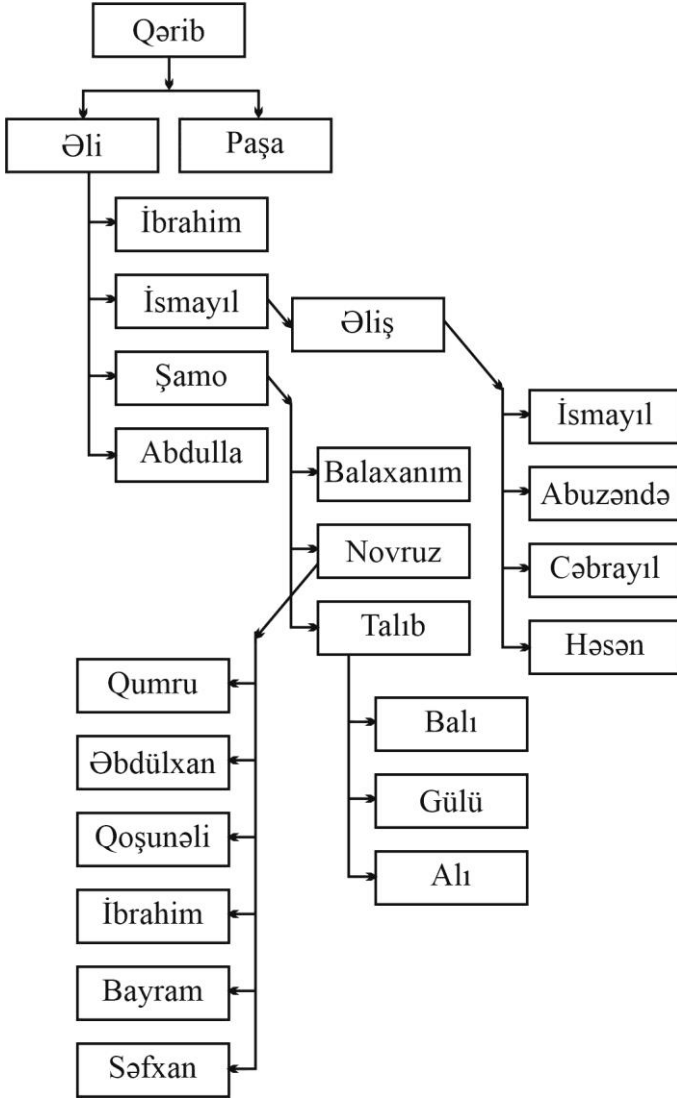 Qərib
Əli
Paşa
İbrahim
İsmayıl
Əliş
Şamo
Abdulla
İsmayıl
Abuzəndə
Cəbrayıl
Həsən
Balaxanım
Novruz
Talıb
Qumru
Əbdülxan
Qoşunəli
İbrahim
Bayram
Səfxan
Balı
Gülü
Alı